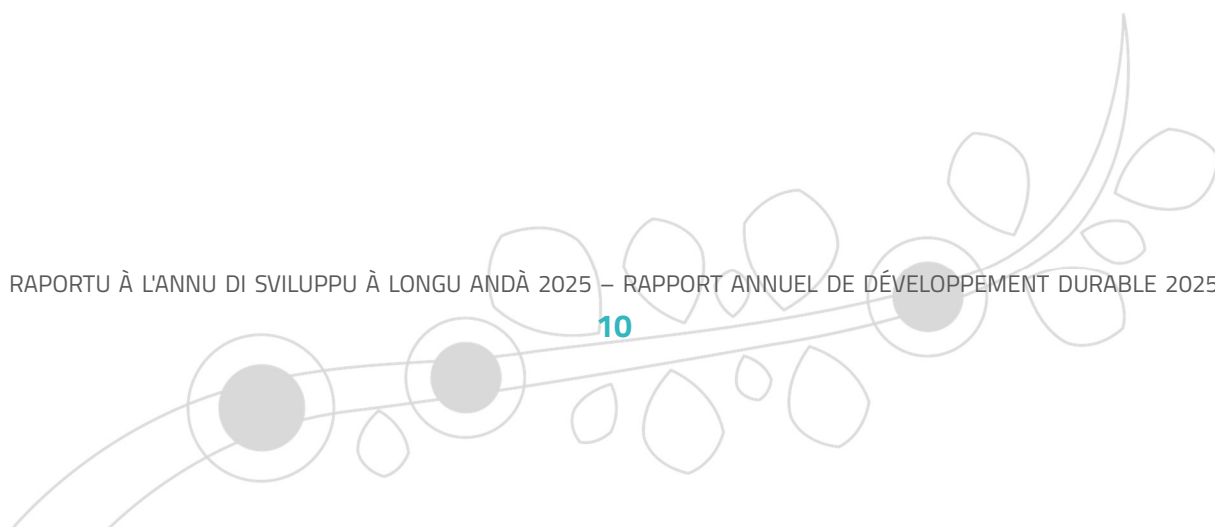 RAPORTU À L'ANNU DI SVILUPPU À LONGU ANDÀ 2025 – RAPPORT ANNUEL DE DÉVELOPPEMENT DURABLE 2025
10